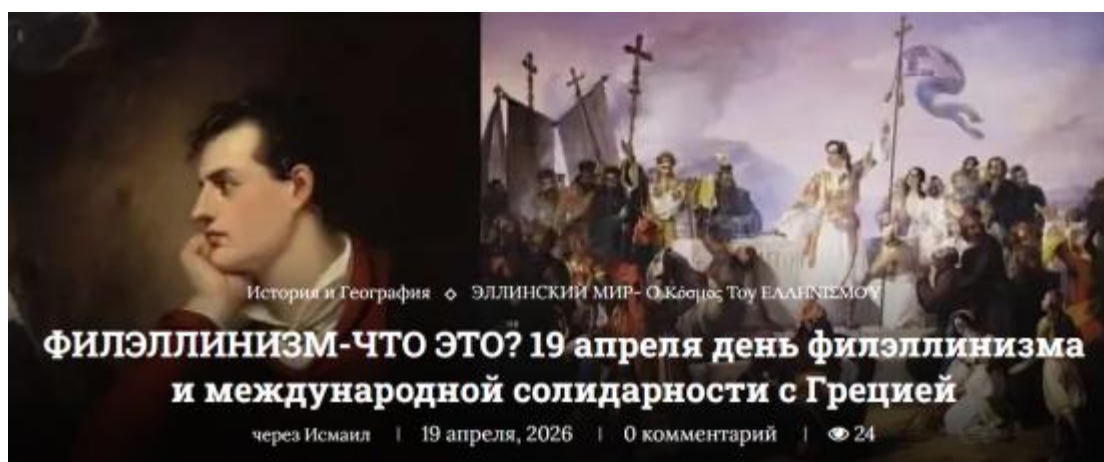 История и География ◇ ЭЛЛИНСКИЙ МИР- Ο Κόσμος Του ΕΛΛΗΝΙΣΜΟΥ
ФИЛЭЛЛИНИЗМ-ЧТО ЭТО? 19 апреля день филэллинизма
и международной солидарности с Грецией
через Исмаил | 19 апреля, 2026 | 0 комментарий | 24